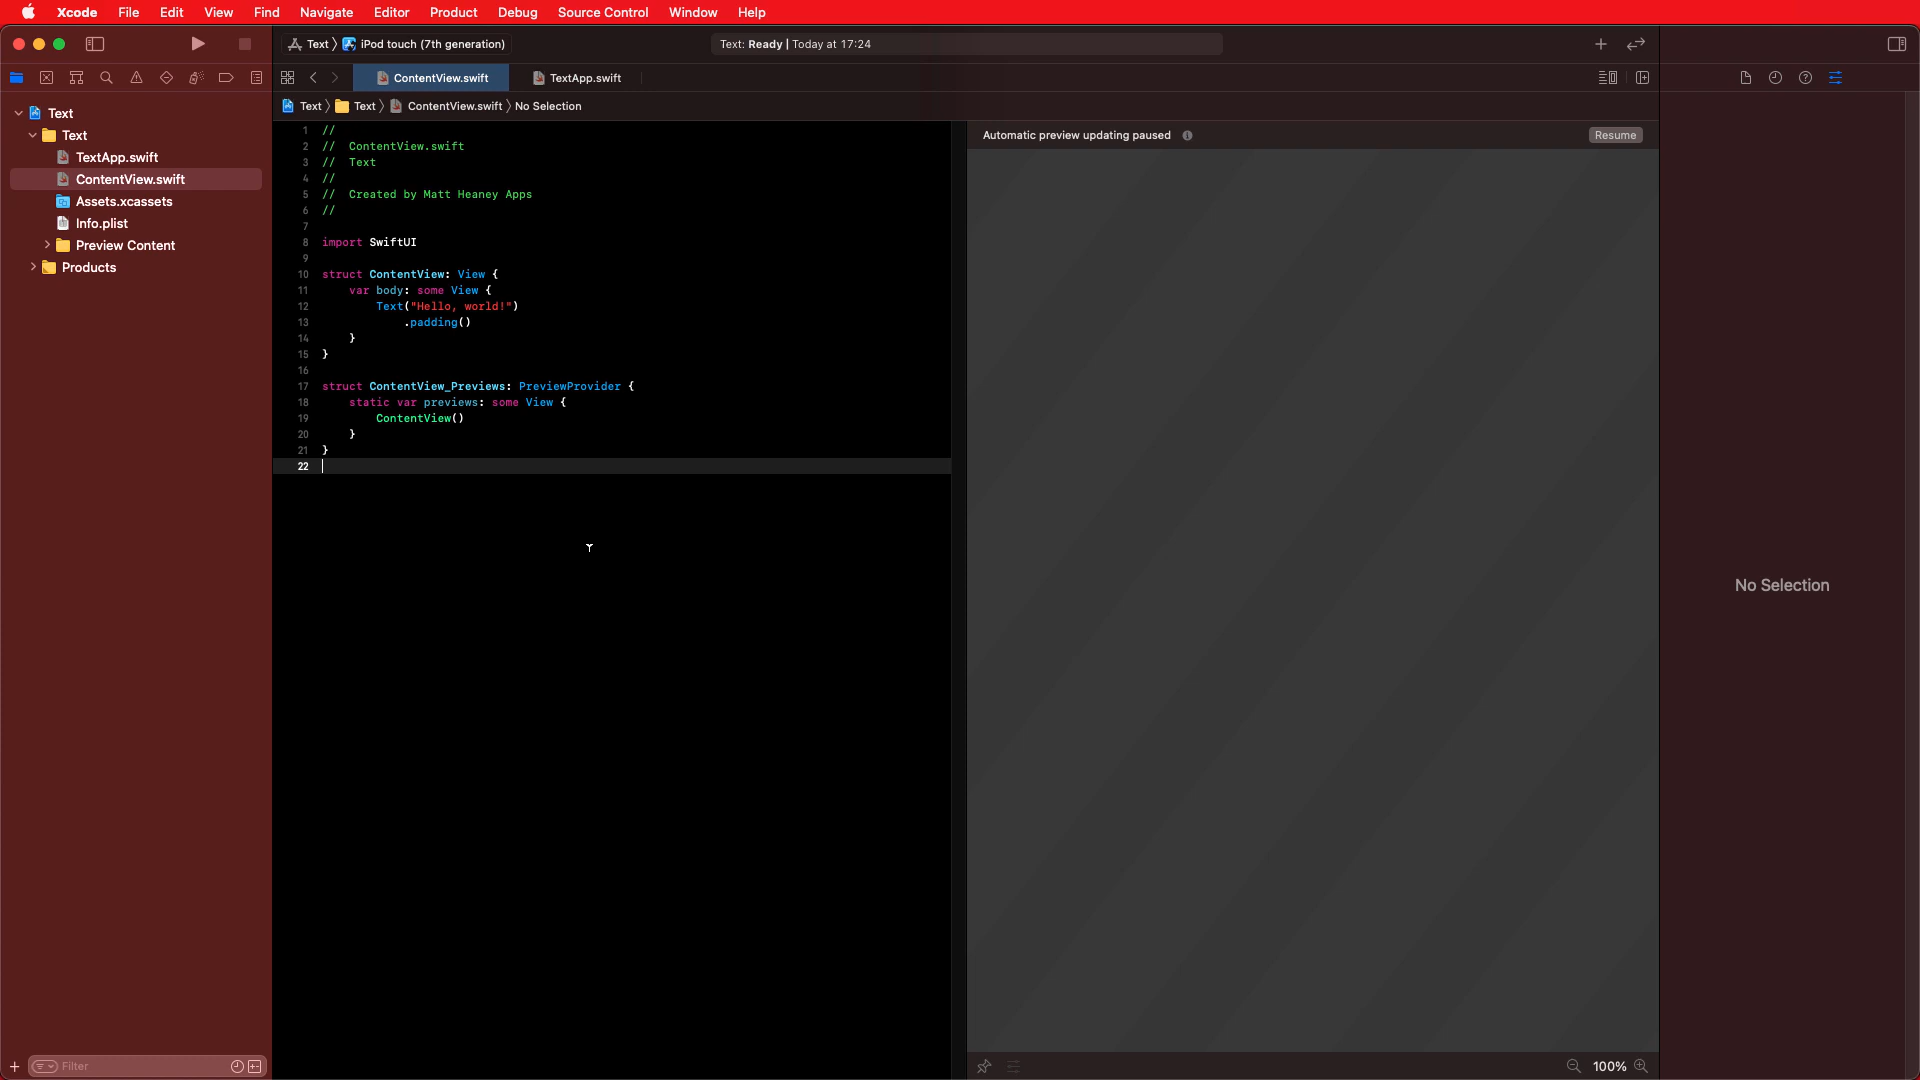 Xcode File Edit View Find Navigate Editor Product Debug Source Control Window Help
Text iPod touch (7th generation)
Text: Ready | Today at 17:24
ContentView.swift
TextApp.swift
Text Text ContentView.swift No Selection
Text
Text
TextApp.swift
ContentView.swift
Assets.xcassets
Info.plist
Preview Content
Products
Filter
1 //
2 // ContentView.swift
3 // Text
4 //
5 // Created by Matt Heaney Apps
6 //
7
8 import SwiftUI
9
10 struct ContentView: View {
11 var body: some View {
12 Text("Hello, world!")
13 .padding()
14 }
15 }
16
17 struct ContentView_Previews: PreviewProvider {
18 static var previews: some View {
19 ContentView()
20 }
21 }
22
Automatic preview updating paused
Resume
100%
No Selection